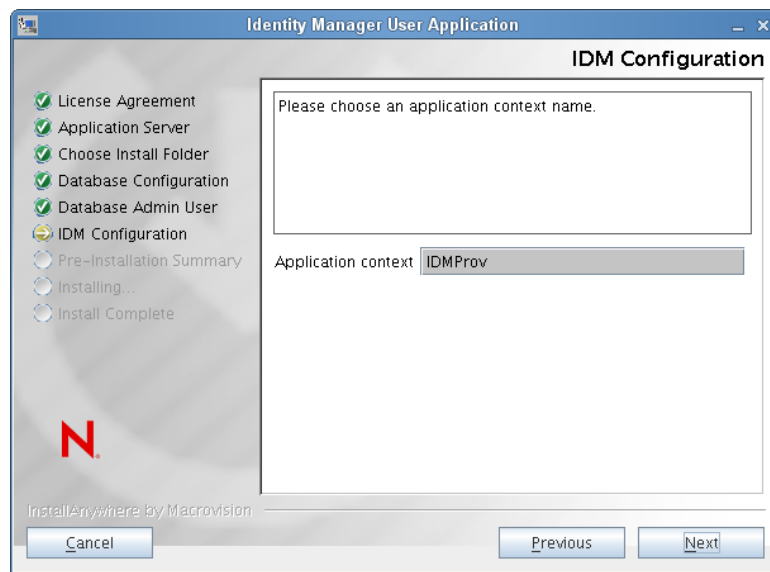 Identity Manager User Application
IDM Configuration
License Agreement
Application Server
Choose Install Folder
Database Configuration
Database Admin User
IDM Configuration
Pre-Installation Summary
Installing...
Install Complete
Please choose an application context name.
Application context IDMProv
N.
InstallAnywhere by Macrovision
Cancel
Previous
Next